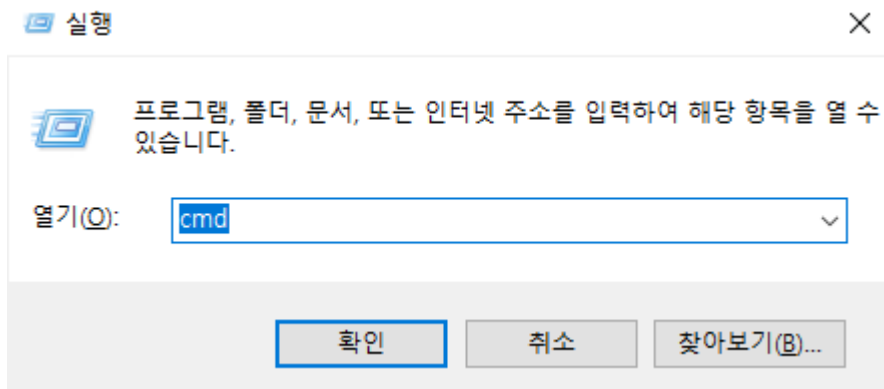 실행
프로그램, 폴더, 문서, 또는 인터넷 주소를 입력하여 해당 항목을 열 수
있습니다.
열기(O):
cmd
확인
취소
찾아보기(B)...